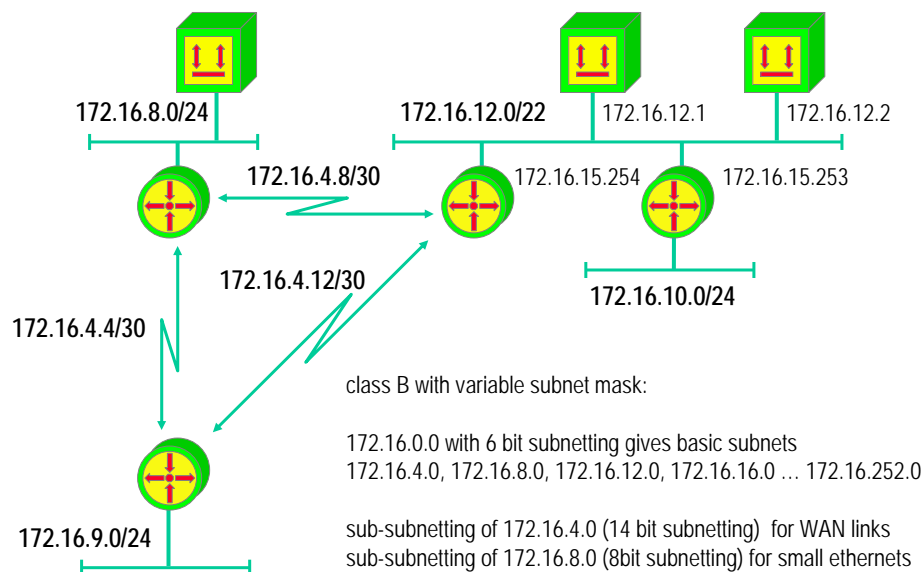 172.16.8.0/24
172.16.12.0/22
172.16.12.1
172.16.12.2
172.16.4.8/30
172.16.15.254
172.16.15.253
172.16.4.12/30
172.16.10.0/24
172.16.4.4/30
class B with variable subnet mask:
172.16.0.0 with 6 bit subnetting gives basic subnets
172.16.4.0, 172.16.8.0, 172.16.12.0, 172.16.16.0 ... 172.16.252.0
172.16.9.0/24
sub-subnetting of 172.16.4.0 (14 bit subnetting) for WAN links
sub-subnetting of 172.16.8.0 (8bit subnetting) for small ethernets